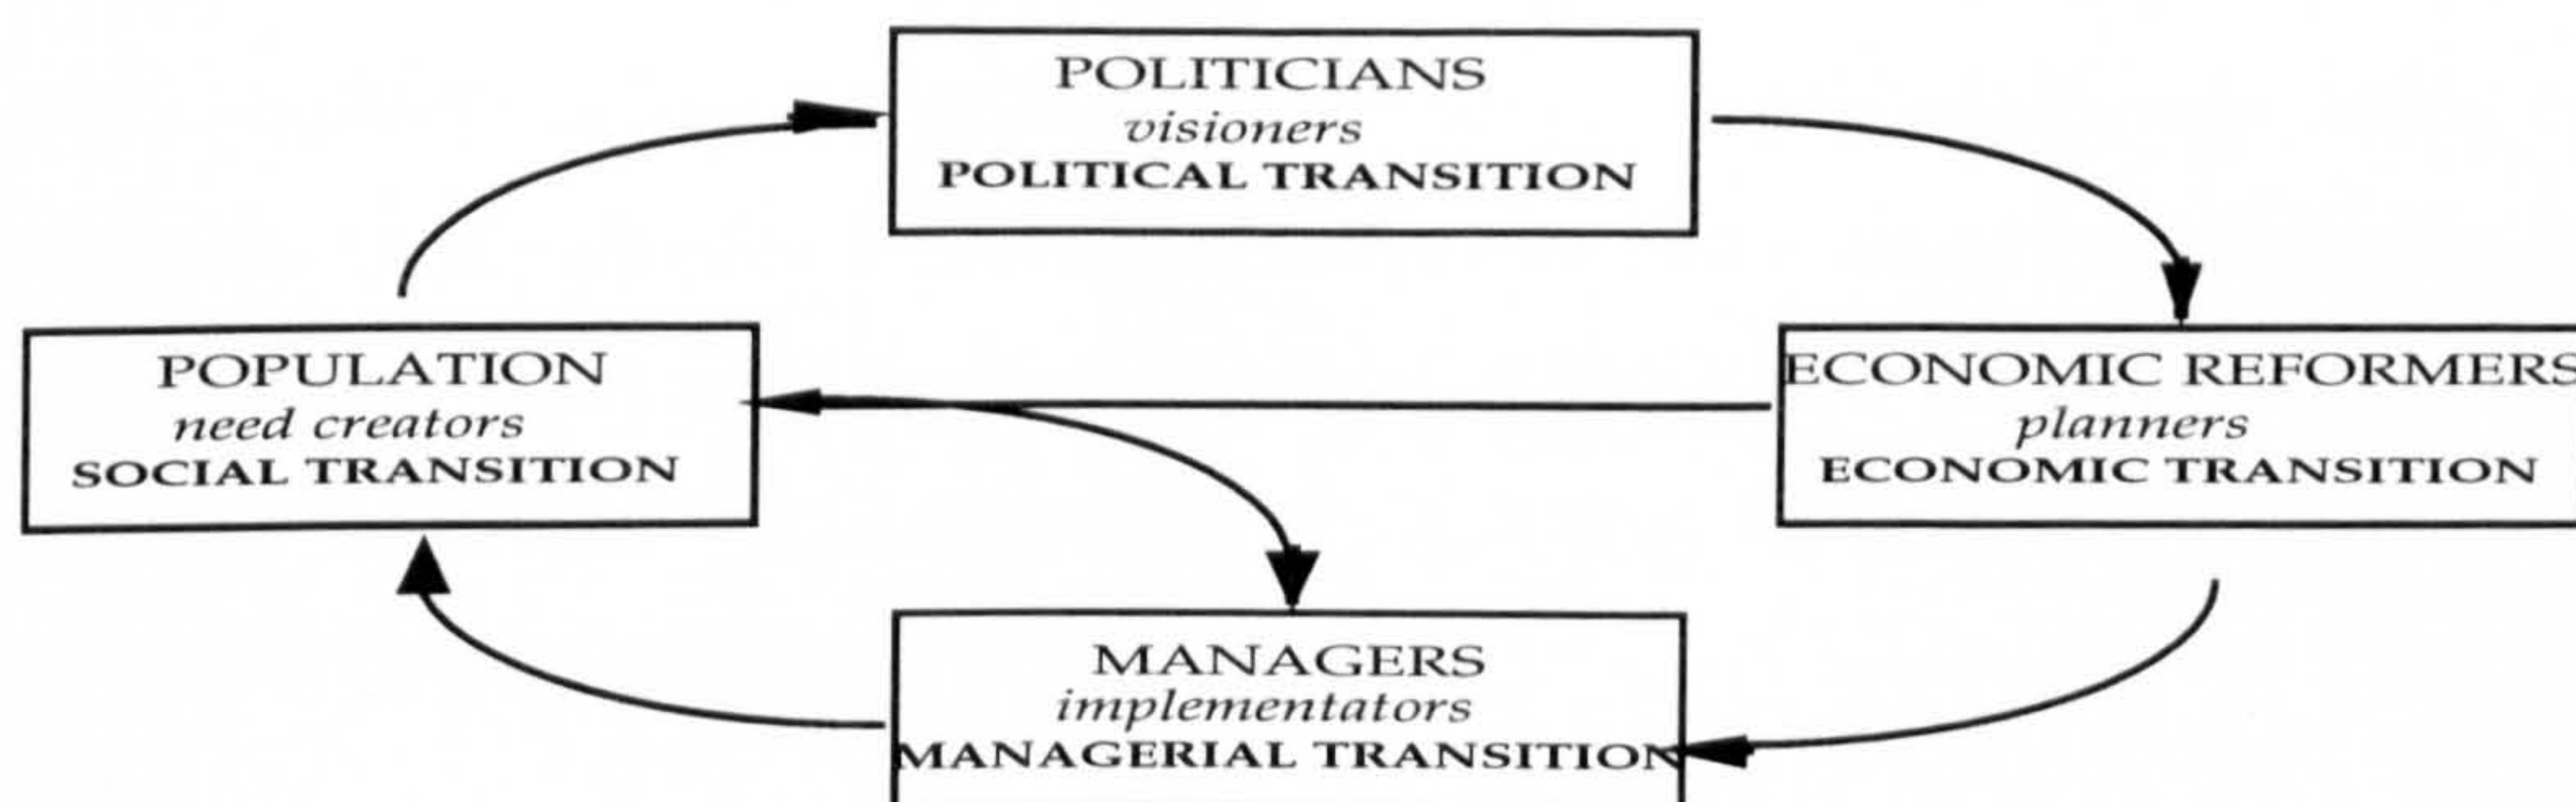 POLITICIANS
visioners
POLITICAL TRANSITION
POPULATION
need creators
SOCIAL TRANSITION
ECONOMIC REFORMERS
planners
ECONOMIC TRANSITION
MANAGERS
implementators
MANAGERIAL TRANSITION